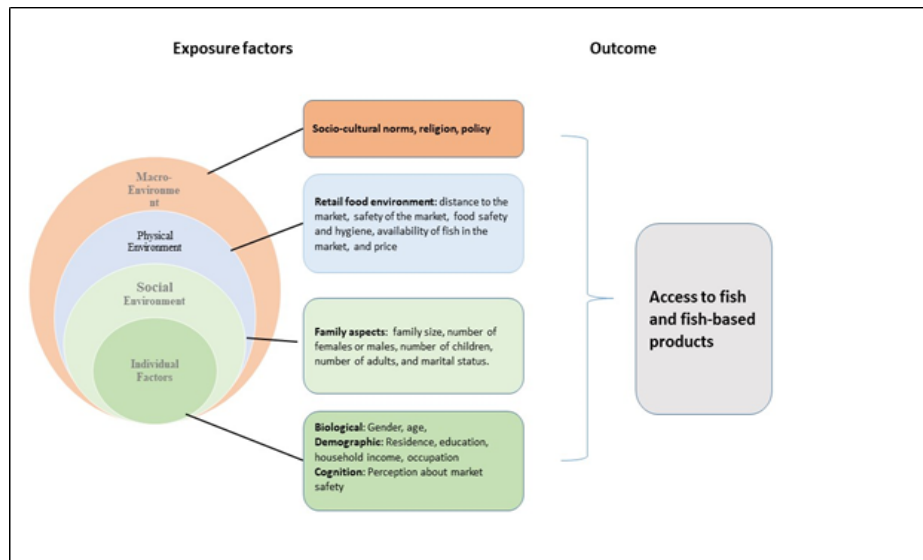 Exposure factors
Outcome
Macro-
Environme
nt
Physical
Environment
Social
Environment
Individual
Factors
Socio-cultural norms, religion, policy
Retail food environment: distance to the
market, safety of the market, food safety
and hygiene, availability of fish in the
market, and price
Family aspects: family size, number of
females or males, number of children,
number of adults, and marital status.
Biological: Gender, age,
Demographic: Residence, education,
household income, occupation
Cognition: Perception about market
safety
Access to fish
and fish-based
products